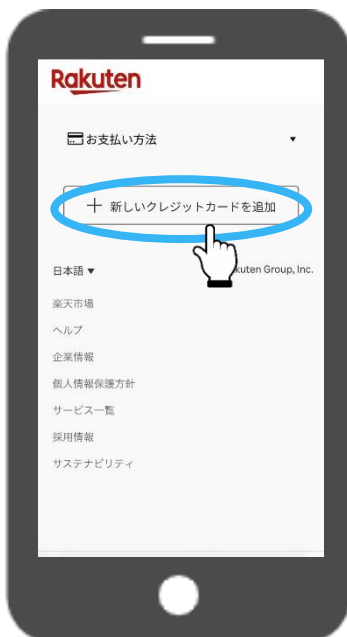 Rakuten
お支払い方法 ▼
＋ 新しいクレジットカードを追加
日本語 ▼
kuten Group, Inc.
楽天市場
ヘルプ
企業情報
個人情報保護方針
サービス一覧
採用情報
サステナビリティ